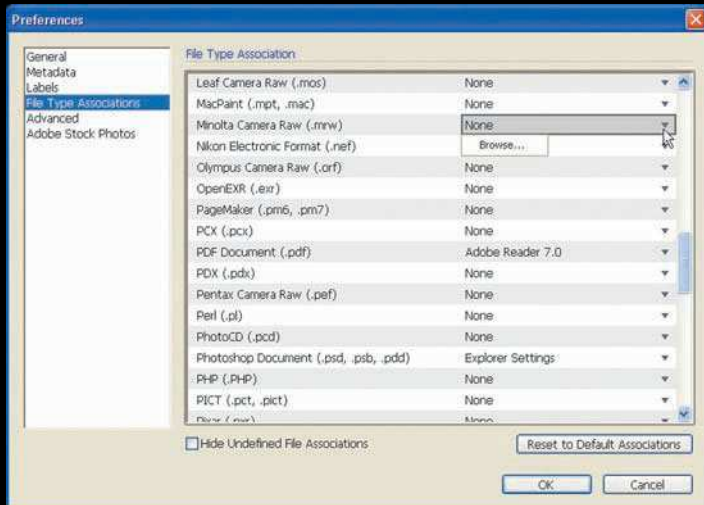 Preferences
General
Metadata
Labels
File Type Associations
Advanced
Adobe Stock Photos
File Type Association
Leaf Camera Raw (.mos) None
MacPaint (.mpt, .mac) None
Minolta Camera Raw (.mrw) None
Nikon Electronic Format (.nef) Browse...
Olympus Camera Raw (.orf) None
OpenEXR (.exr) None
PageMaker (.pm6, .pm7) None
PCX (.pcx) None
PDF Document (.pdf) Adobe Reader 7.0
PDX (.pdx) None
Pentax Camera Raw (.pef) None
Perl (.pl) None
PhotoCD (.pcd) None
Photoshop Document (.psd, .psb, .pdd) Explorer Settings
PHP (.PHP) None
PICT (.pct, .pict) None
Pixar (.pxr) None
Hide Undefined File Associations
Reset to Default Associations
OK Cancel